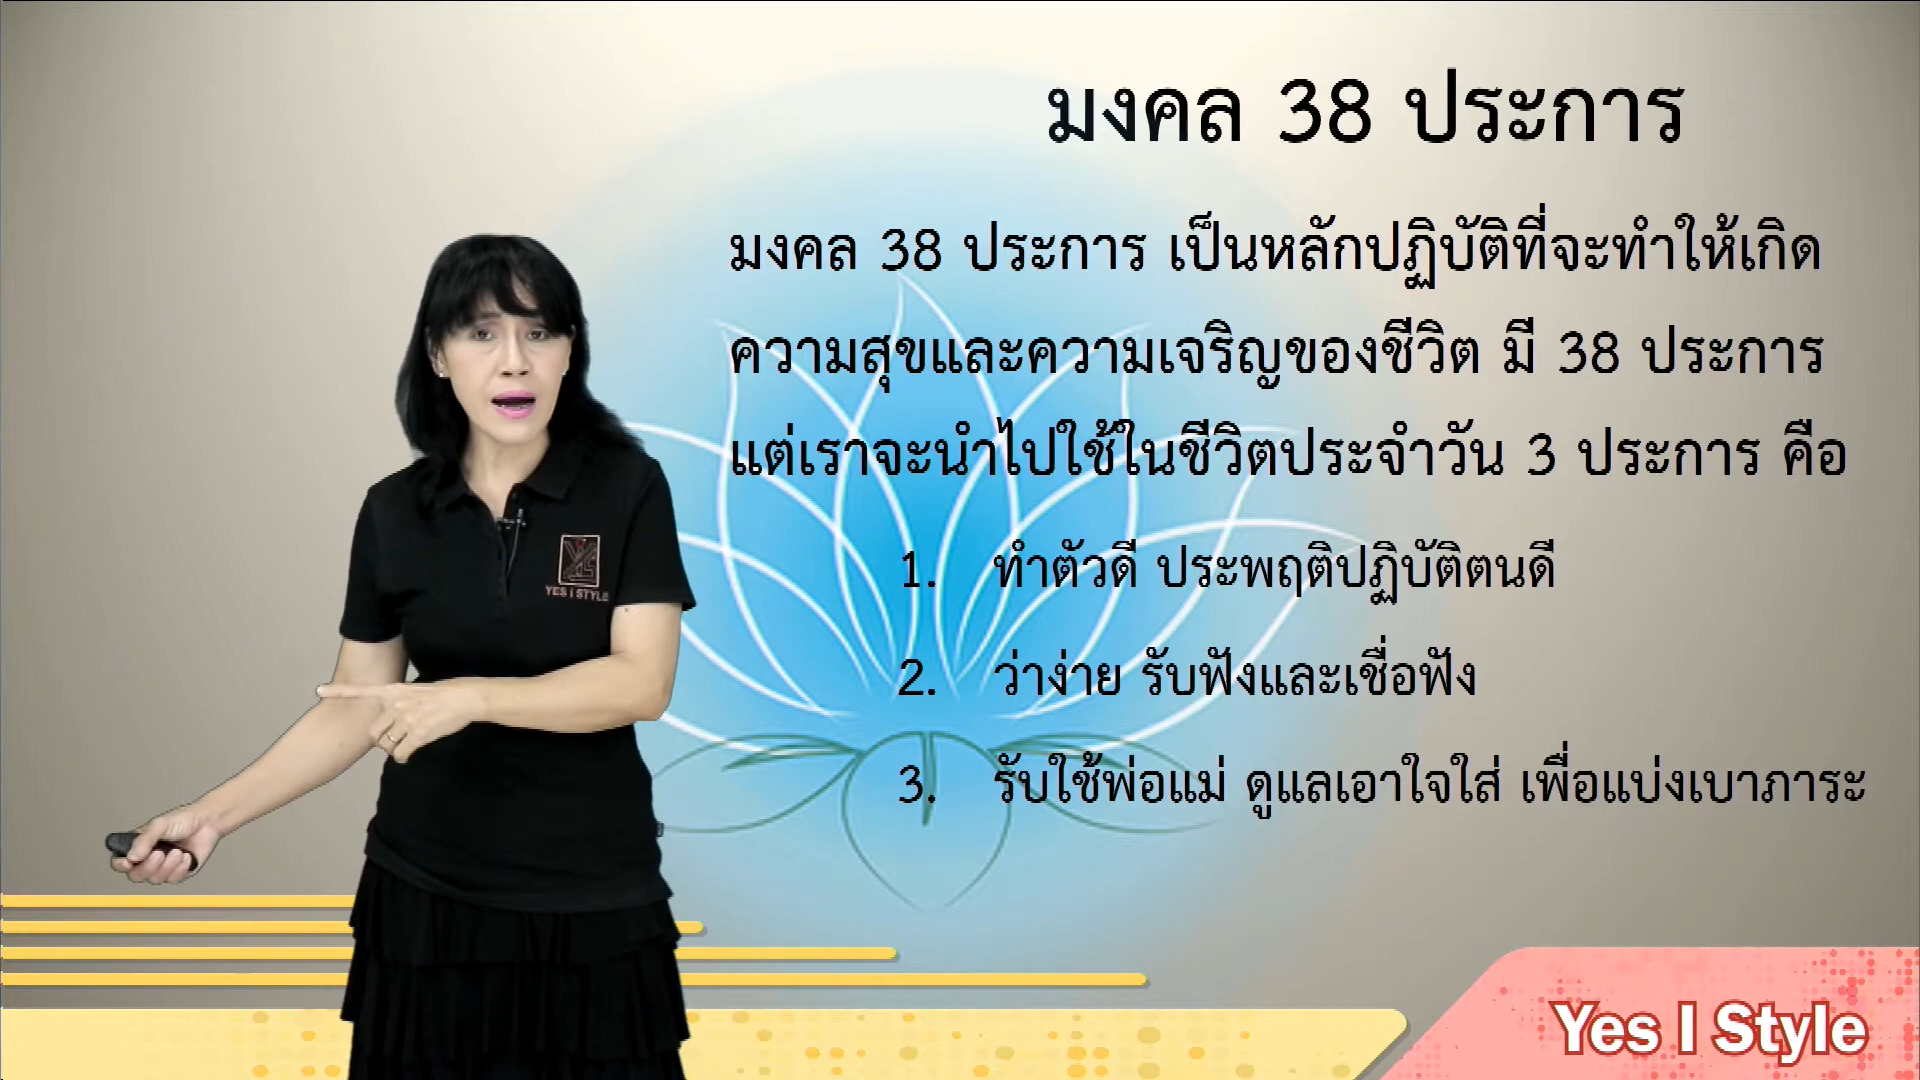 มงคล 38 ประการ
มงคล 38 ประการ เป็นหลักปฏิบัติที่จะทำให้เกิด
ความสุขและความเจริญของชีวิต มี 38 ประการ
แต่เราจะนำไปใช้ในชีวิตประจำวัน 3 ประการ คือ
1. ทำตัวดี ประพฤติปฏิบัติตนดี
2. ว่าง่าย รับฟังและเชื่อฟัง
3. รับใช้พ่อแม่ ดูแลเอาใจใส่ เพื่อแบ่งเบาภาระ
YES I STYLE
Yes I Style